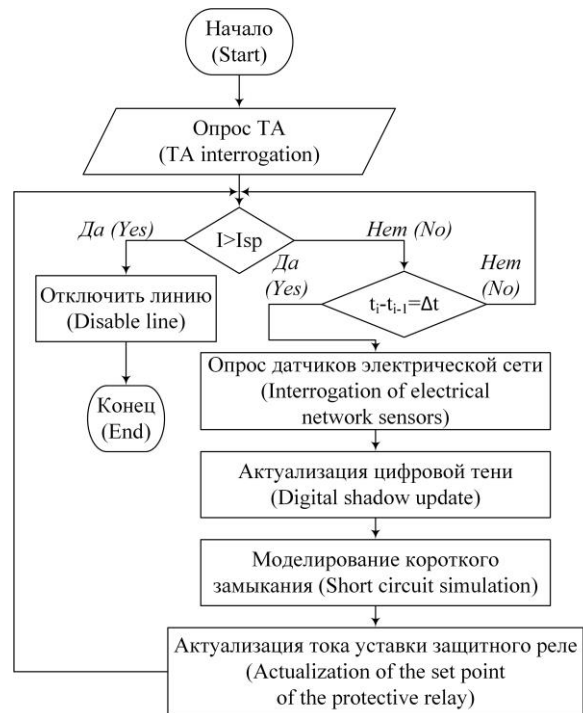 Начало
(Start)
Опрос ТА
(TA interrogation)
I>Isp
Да (Yes)
Нет (No)
Отключить линию
(Disable line)
Конец
(End)
Да
(Yes)
Нет
(No)
tᵢ-tᵢ₋₁=Δt
Опрос датчиков электрической сети
(Interrogation of electrical
network sensors)
Актуализация цифровой тени
(Digital shadow update)
Моделирование короткого
замыкания (Short circuit simulation)
Актуализация тока уставки защитного реле
(Actualization of the set point
of the protective relay)